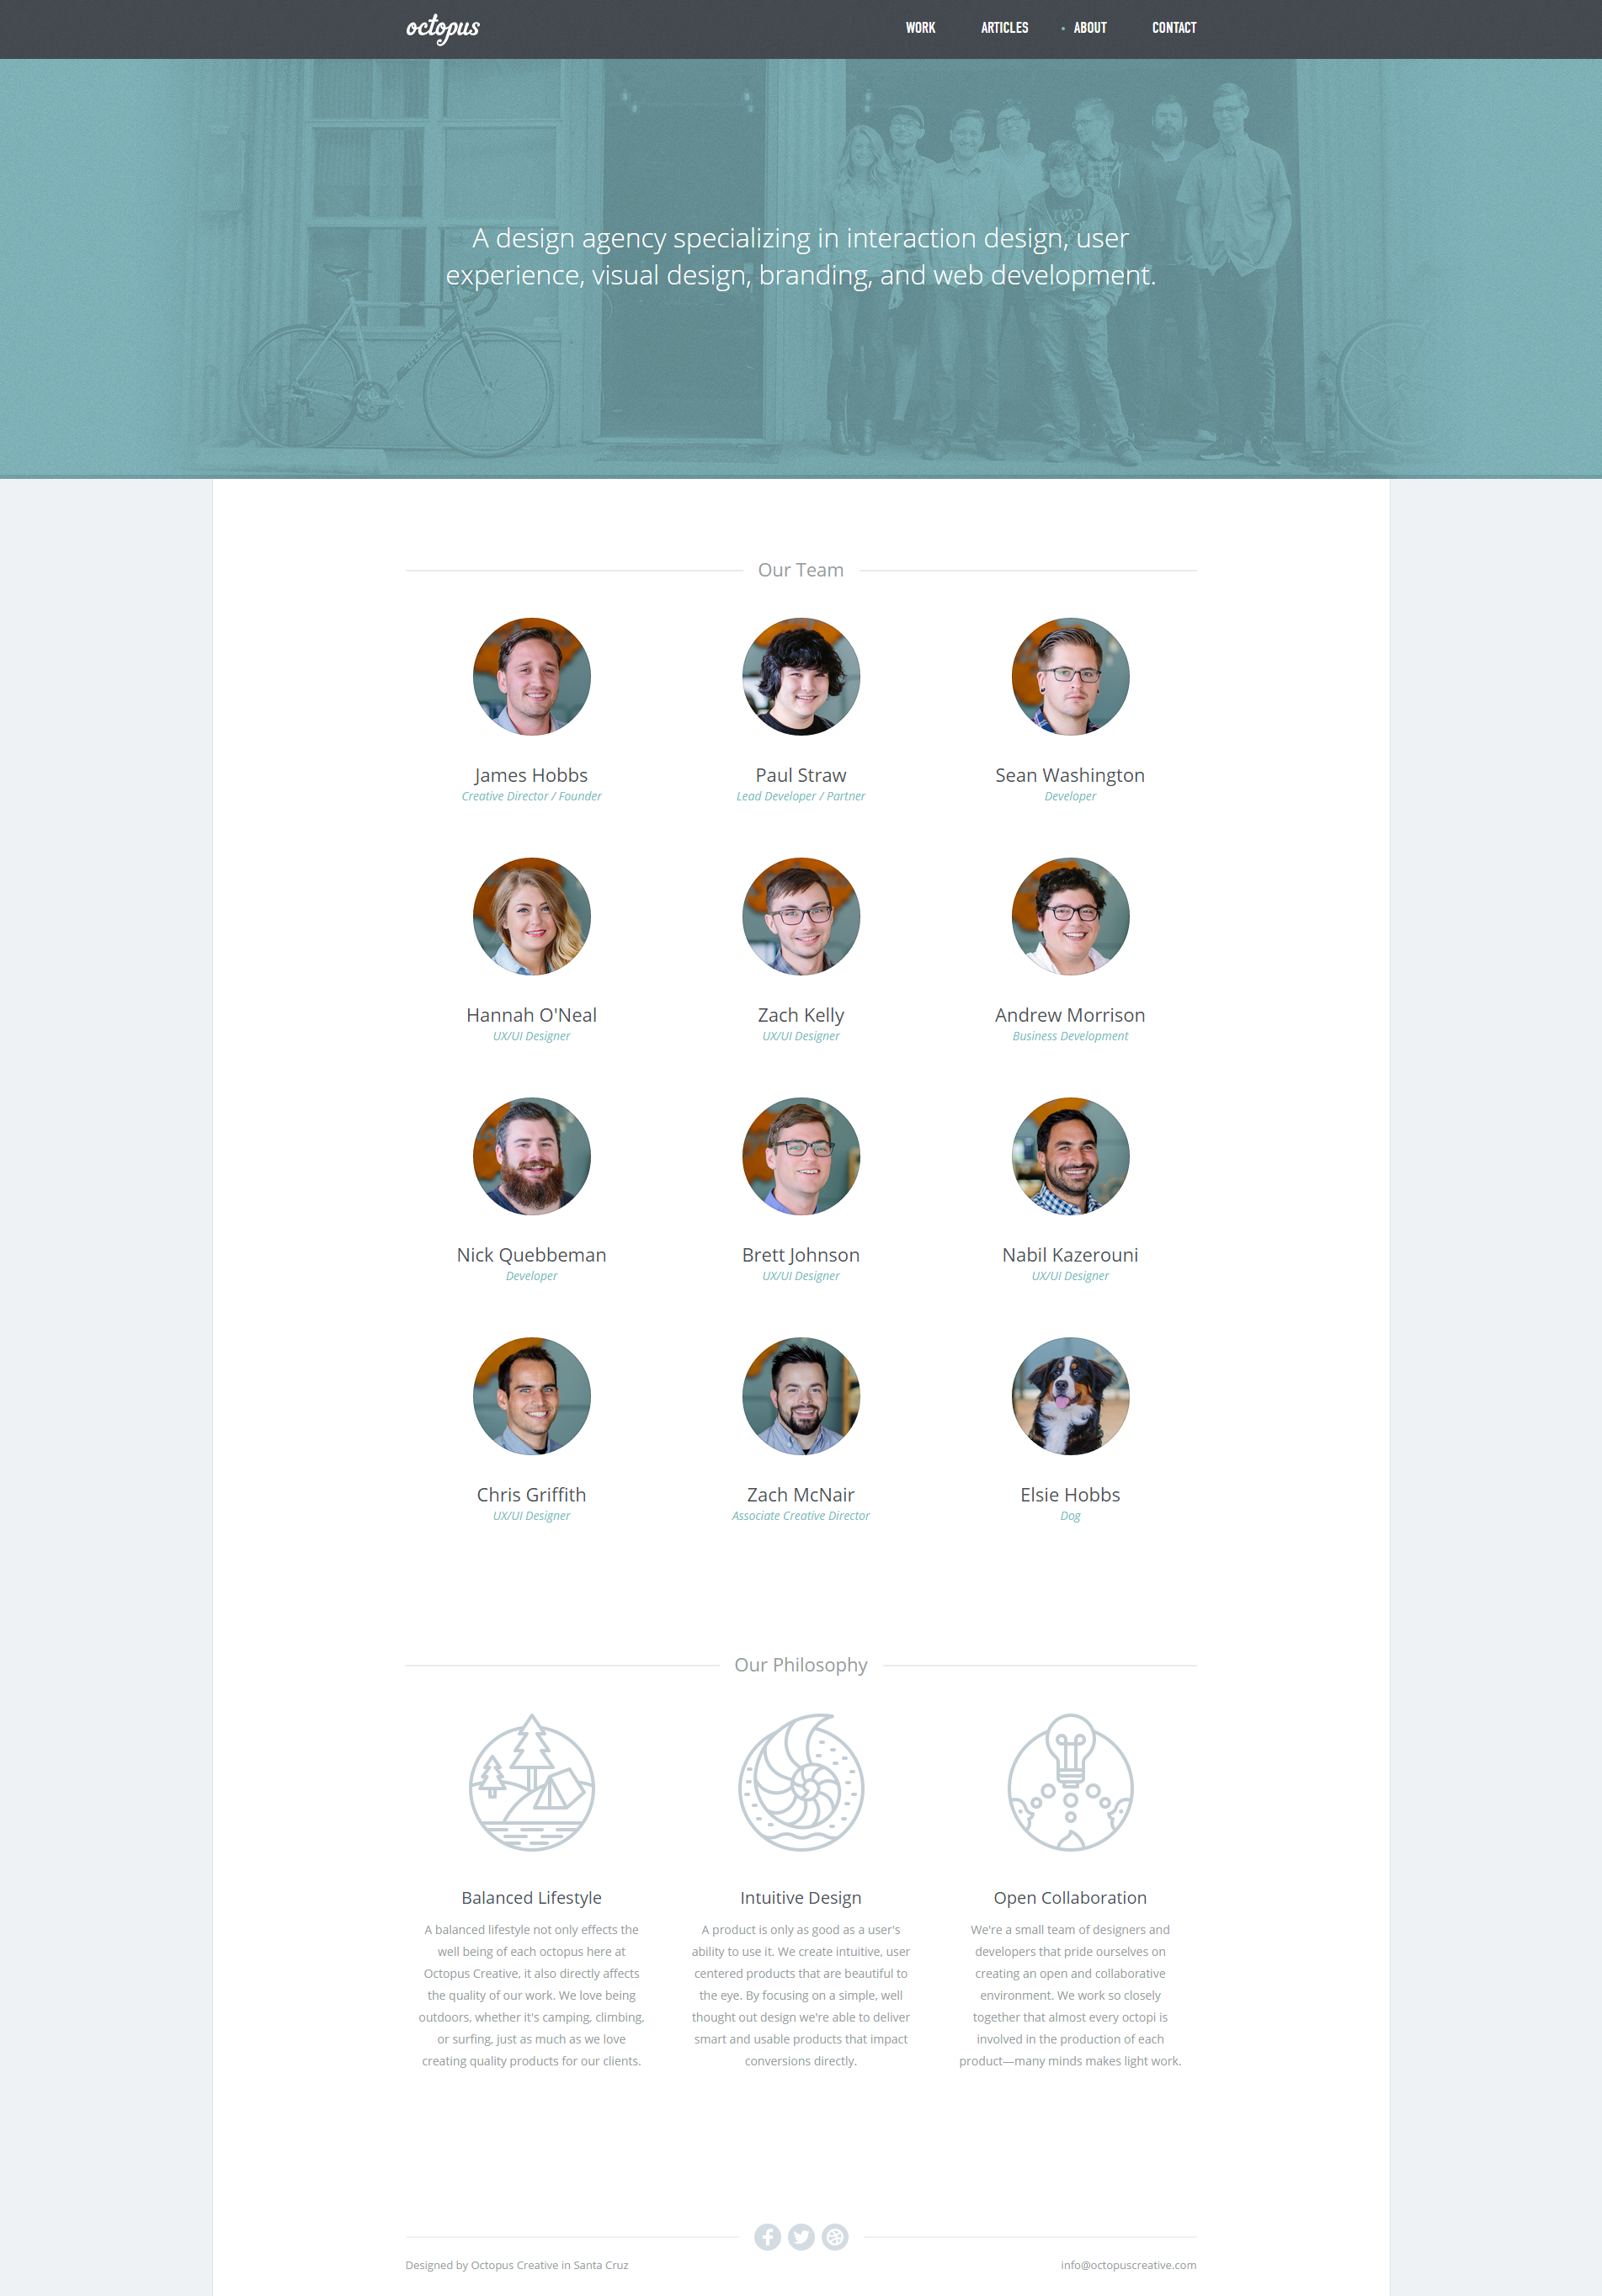 octopus
WORK ARTICLES ABOUT CONTACT
A design agency specializing in interaction design, user
experience, visual design, branding, and web development.
Our Team
James Hobbs
Creative Director / Founder
Paul Straw
Lead Developer / Partner
Sean Washington
Developer
Hannah O'Neal
UX/UI Designer
Zach Kelly
UX/UI Designer
Andrew Morrison
Business Development
Nick Quebbeman
Developer
Brett Johnson
UX/UI Designer
Nabil Kazerouni
UX/UI Designer
Chris Griffith
UX/UI Designer
Zach McNair
Associate Creative Director
Elsie Hobbs
Dog
Our Philosophy
Balanced Lifestyle
A balanced lifestyle not only effects the
well being of each octopus here at
Octopus Creative, it also directly affects
the quality of our work. We love being
outdoors, whether it's camping, climbing,
or surfing, just as much as we love
creating quality products for our clients.
Intuitive Design
A product is only as good as a user's
ability to use it. We create intuitive, user
centered products that are beautiful to
the eye. By focusing on a simple, well
thought out design we're able to deliver
smart and usable products that impact
conversions directly.
Open Collaboration
We're a small team of designers and
developers that pride ourselves on
creating an open and collaborative
environment. We work so closely
together that almost every octopi is
involved in the production of each
product—many minds makes light work.
Designed by Octopus Creative in Santa Cruz
info@octopuscreative.com